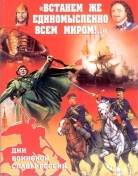 «ВСТАНЕМ ЖЕ
ЕДИНОМЫСЛЕННО
ВСЕМ МИРОМ!..»
ДНИ
ВОИНСКОЙ
СЛАВЫ РОССИИ